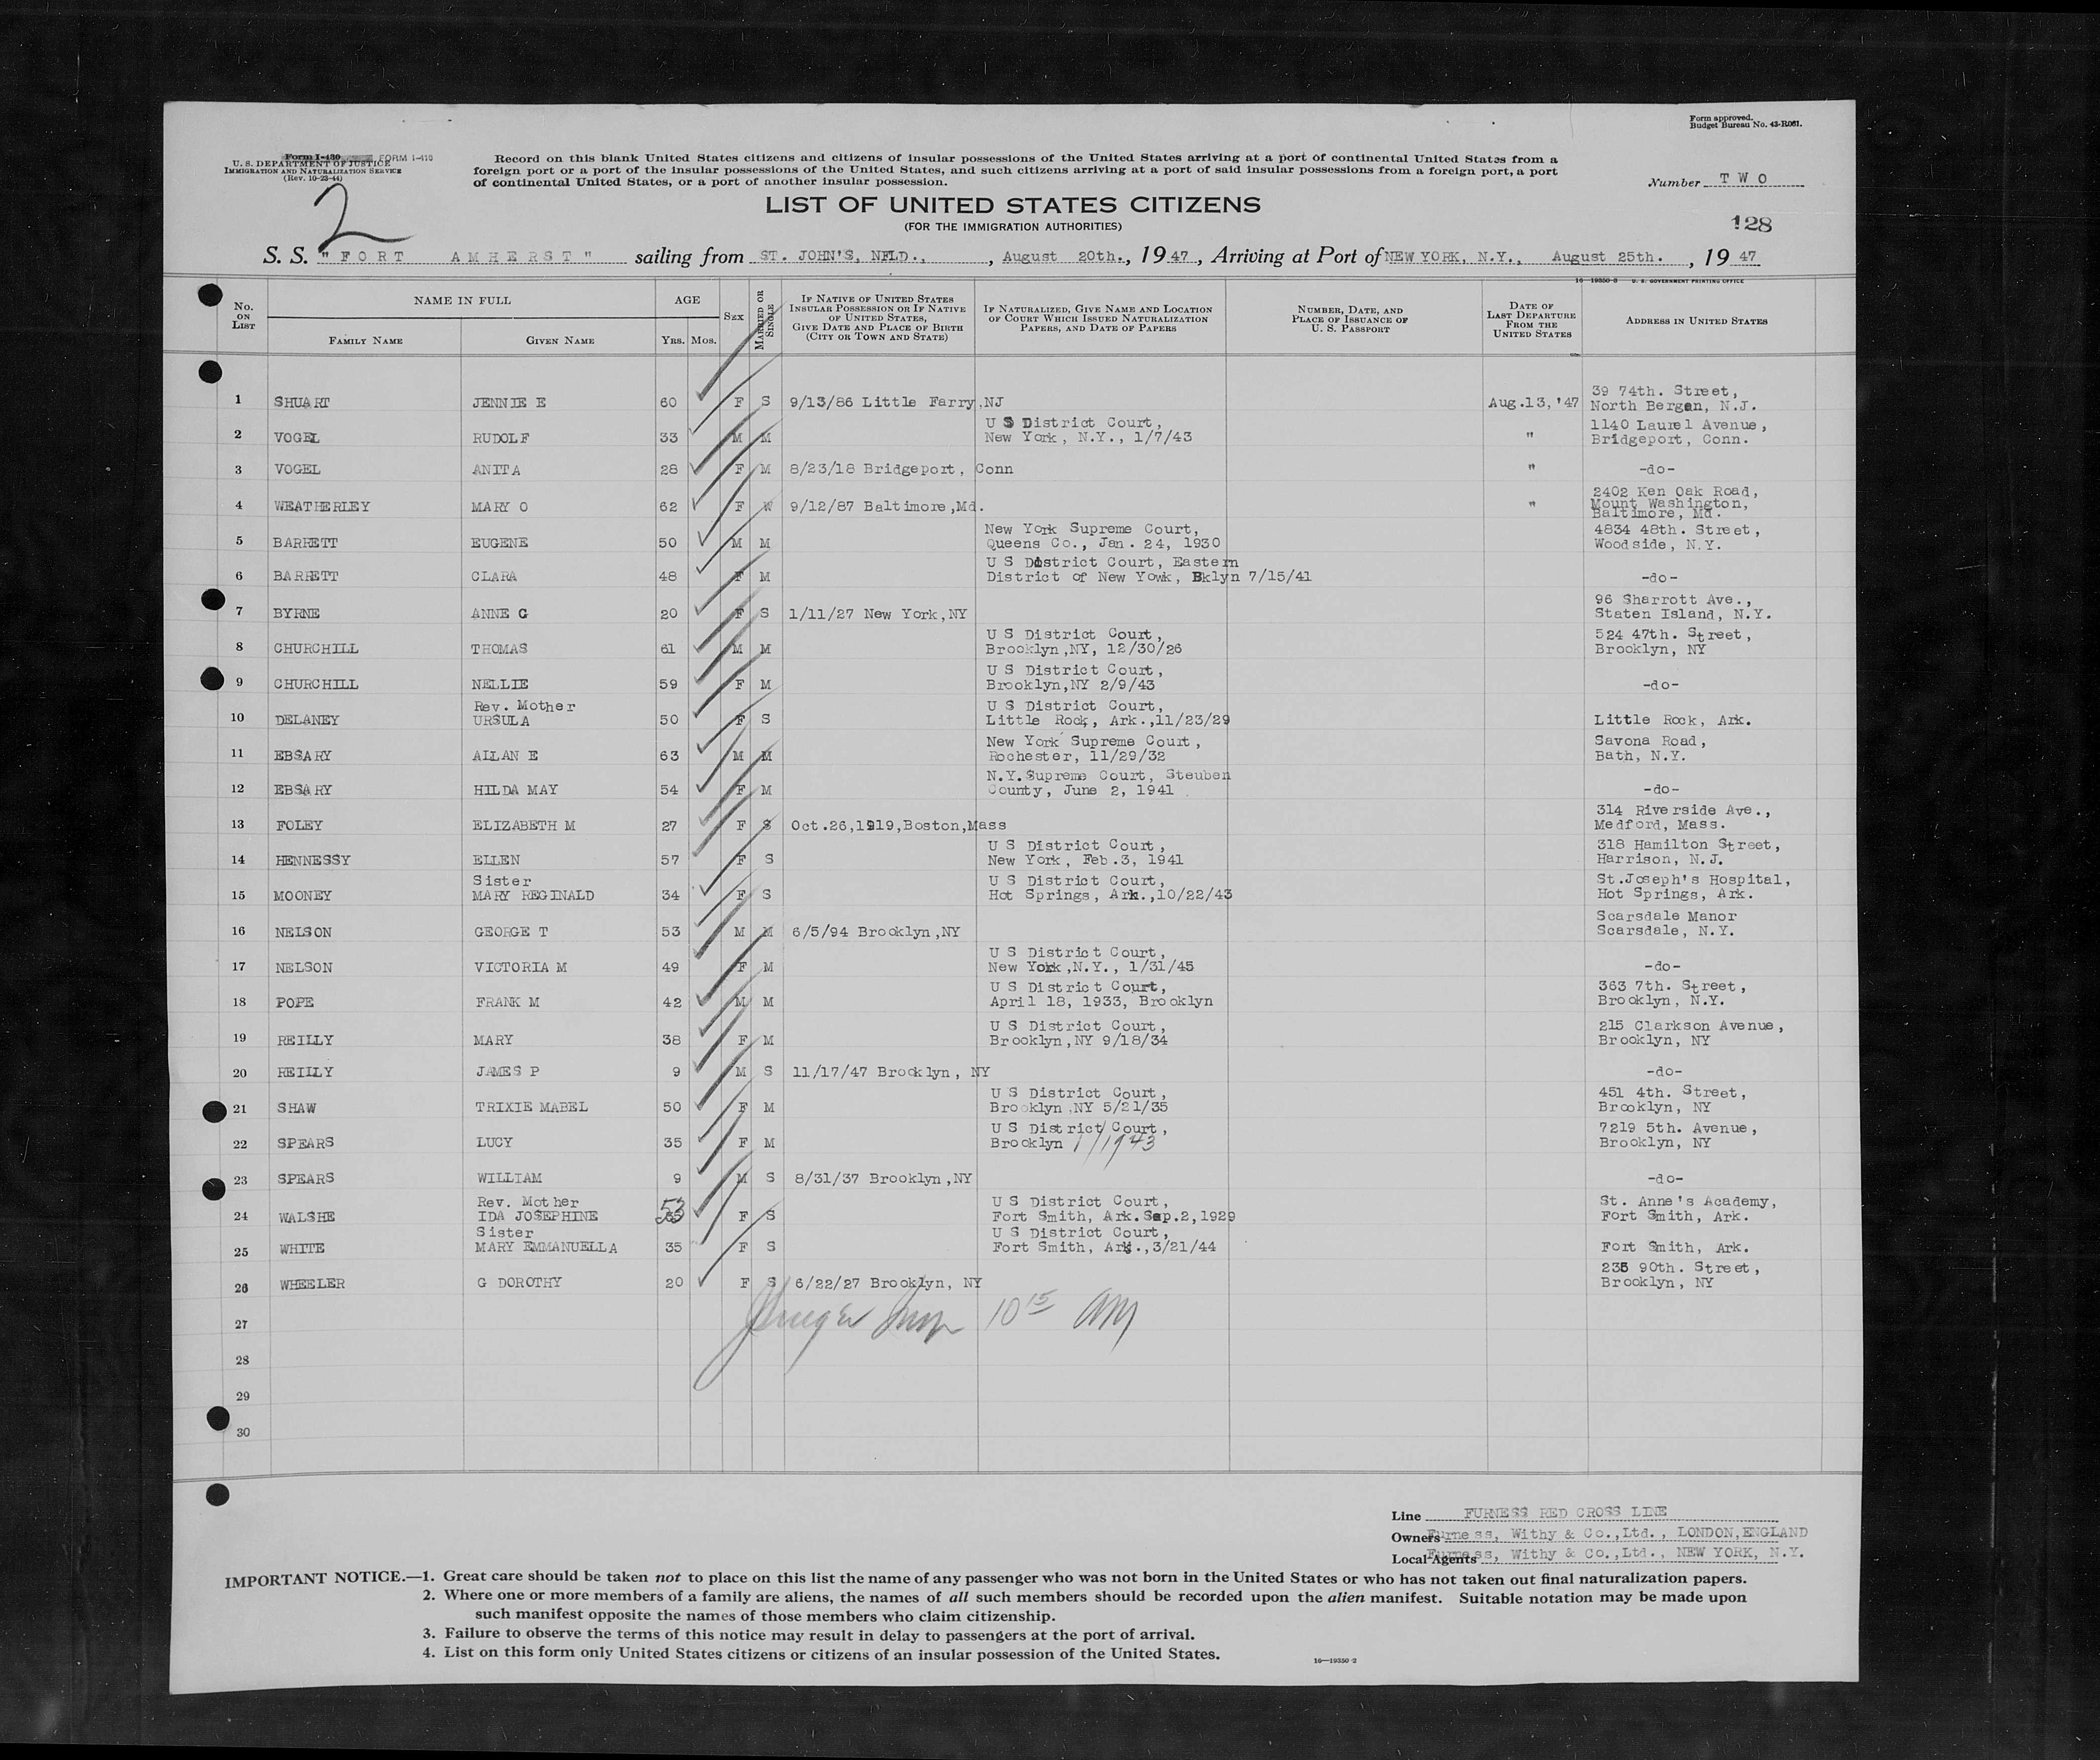 Form approved.
Budget Bureau No. 43-R061.
Form I-430 FORM I-418
U. S. DEPARTMENT OF JUSTICE
IMMIGRATION AND NATURALIZATION SERVICE
(Rev. 10-23-44)
2
Record on this blank United States citizens and citizens of insular possessions of the United States arriving at a port of continental United States from a
foreign port or a port of the insular possessions of the United States, and such citizens arriving at a port of said insular possessions from a foreign port, a port
of continental United States, or a port of another insular possession.
Number TWO
LIST OF UNITED STATES CITIZENS
(FOR THE IMMIGRATION AUTHORITIES)
128
S. S. "FORT AMHERST" sailing from ST. JOHN'S, NFLD., , August 20th., 1947, Arriving at Port of NEW YORK, N.Y., August 25th. , 1947
16—19350-3 U. S. GOVERNMENT PRINTING OFFICE
No. ON LIST | NAME IN FULL | FAMILY NAME | GIVEN NAME | AGE | YRS. | MOS. | SEX | MARRIED OR SINGLE | IF NATIVE OF UNITED STATES INSULAR POSSESSION OR IF NATIVE OF UNITED STATES, GIVE DATE AND PLACE OF BIRTH (CITY OR TOWN AND STATE) | IF NATURALIZED, GIVE NAME AND LOCATION OF COURT WHICH ISSUED NATURALIZATION PAPERS, AND DATE OF PAPERS | NUMBER, DATE, AND PLACE OF ISSUANCE OF U. S. PASSPORT | DATE OF LAST DEPARTURE FROM THE UNITED STATES | ADDRESS IN UNITED STATES
1 SHUART JENNIE E 60 F S 9/13/86 Little Farry,NJ Aug.13,'47 39 74th. Street, North Bergen, N.J.
2 VOGEL RUDOLF 33 M M U S District Court, New York, N.Y., 1/7/43 " 1140 Laurel Avenue, Bridgeport, Conn.
3 VOGEL ANITA 28 F M 8/23/18 Bridgeport, Conn " -do-
4 WEATHERLEY MARY O 62 F W 9/12/87 Baltimore,Md. " 2402 Ken Oak Road, Mount Washington, Baltimore, Md.
5 BARRETT EUGENE 50 M M New York Supreme Court, Queens Co., Jan. 24, 1930 4834 48th. Street, Woodside, N.Y.
6 BARRETT CLARA 48 F M U S District Court, Eastern District of New Yowk, Bklyn 7/15/41 -do-
7 BYRNE ANNE G 20 F S 1/11/27 New York,NY 96 Sharrott Ave., Staten Island, N.Y.
8 CHURCHILL THOMAS 61 M M U S District Court, Brooklyn,NY, 12/30/26 524 47th. Street, Brooklyn, NY
9 CHURCHILL NELLIE 59 F M U S District Court, Brooklyn,NY 2/9/43 -do-
10 DELANEY Rev. Mother URSULA 50 F S U S District Court, Little Rock, Ark.,11/23/29 Little Rock, Ark.
11 EBSARY ALLAN E 63 M M New York Supreme Court, Rochester, 11/29/32 Savona Road, Bath, N.Y.
12 EBSARY HILDA MAY 54 F M N.Y.Supreme Court, Steuben County, June 2, 1941 -do-
13 FOLEY ELIZABETH M 27 F S Oct.26,1919,Boston,Mass 314 Riverside Ave., Medford, Mass.
14 HENNESSY ELLEN 57 F S U S District Court, New York, Feb.3, 1941 318 Hamilton Street, Harrison, N.J.
15 MOONEY Sister MARY REGINALD 34 F S U S District Court, Hot Springs, Ark.,10/22/43 St.Joseph's Hospital, Hot Springs, Ark.
16 NELSON GEORGE T 53 M M 6/5/94 Brooklyn,NY Scarsdale Manor Scarsdale, N.Y.
17 NELSON VICTORIA M 49 F M U S District Court, New York,N.Y., 1/31/45 -do-
18 POPE FRANK M 42 M M U S District Court, April 18, 1933, Brooklyn 363 7th. Street, Brooklyn, N.Y.
19 REILLY MARY 38 F M U S District Court, Brooklyn,NY 9/18/34 215 Clarkson Avenue, Brooklyn, NY
20 REILLY JAMES P 9 M S 11/17/47 Brooklyn, NY -do-
21 SHAW TRIXIE MABEL 50 F M U S District Court, Brooklyn,NY 5/21/35 451 4th. Street, Brooklyn, NY
22 SPEARS LUCY 35 F M U S District Court, Brooklyn 1/1943 7219 5th. Avenue, Brooklyn, NY
23 SPEARS WILLIAM 9 M S 8/31/37 Brooklyn,NY -do-
24 WALSHE Rev. Mother IDA JOSEPHINE 53 F S U S District Court, Fort Smith, Ark.Sep.2,1929 St. Anne's Academy, Fort Smith, Ark.
25 WHITE Sister MARY EMMANUELLA 35 F S U S District Court, Fort Smith, Ark.,3/21/44 Fort Smith, Ark.
26 WHEELER G DOROTHY 20 F S 6/22/27 Brooklyn, NY 235 90th. Street, Brooklyn, NY
27 10 15 AM
28
29
30
Line FURNESS RED CROSS LINE
Owners Furness, Withy & Co.,Ltd., LONDON,ENGLAND
Local Agents Furness, Withy & Co.,Ltd., NEW YORK, N.Y.
IMPORTANT NOTICE.—1. Great care should be taken not to place on this list the name of any passenger who was not born in the United States or who has not taken out final naturalization papers.
2. Where one or more members of a family are aliens, the names of all such members should be recorded upon the alien manifest. Suitable notation may be made upon
such manifest opposite the names of those members who claim citizenship.
3. Failure to observe the terms of this notice may result in delay to passengers at the port of arrival.
4. List on this form only United States citizens or citizens of an insular possession of the United States.
16—19350-2